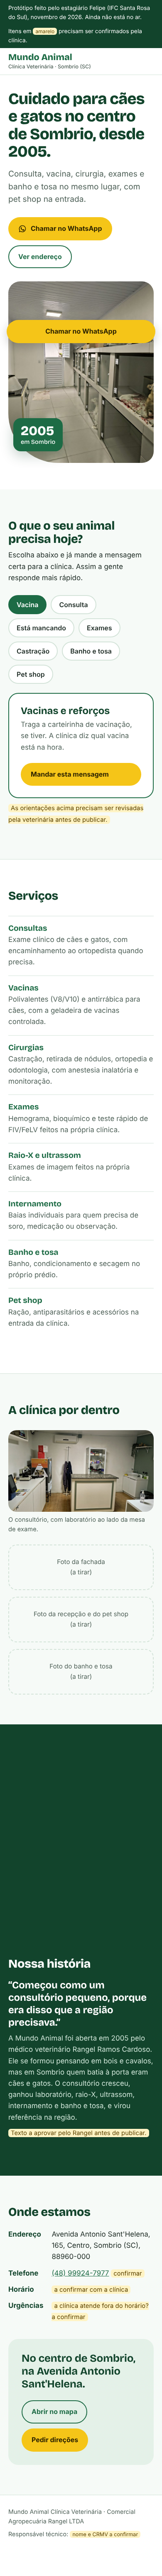 Protótipo feito pelo estagiário Felipe (IFC Santa Rosa
do Sul), novembro de 2026. Ainda não está no ar.
Itens em amarelo precisam ser confirmados pela
clínica.
Mundo Animal
Clínica Veterinária · Sombrio (SC)
Cuidado para cães
e gatos no centro
de Sombrio, desde
2005.
Consulta, vacina, cirurgia, exames e
banho e tosa no mesmo lugar, com
pet shop na entrada.
Chamar no WhatsApp
Ver endereço
Chamar no WhatsApp
2005
em Sombrio
O que o seu animal
precisa hoje?
Escolha abaixo e já mande a mensagem
certa para a clínica. Assim a gente
responde mais rápido.
Vacina
Consulta
Está mancando
Exames
Castração
Banho e tosa
Pet shop
Vacinas e reforços
Traga a carteirinha de vacinação,
se tiver. A clínica diz qual vacina
está na hora.
Mandar esta mensagem
As orientações acima precisam ser revisadas
pela veterinária antes de publicar.
Serviços
Consultas
Exame clínico de cães e gatos, com
encaminhamento ao ortopedista quando
precisa.
Vacinas
Polivalentes (V8/V10) e antirrábica para
cães, com a geladeira de vacinas
controlada.
Cirurgias
Castração, retirada de nódulos, ortopedia e
odontologia, com anestesia inalatória e
monitoração.
Exames
Hemograma, bioquímico e teste rápido de
FIV/FeLV feitos na própria clínica.
Raio-X e ultrassom
Exames de imagem feitos na própria
clínica.
Internamento
Baias individuais para quem precisa de
soro, medicação ou observação.
Banho e tosa
Banho, condicionamento e secagem no
próprio prédio.
Pet shop
Ração, antiparasitários e acessórios na
entrada da clínica.
A clínica por dentro
O consultório, com laboratório ao lado da mesa
de exame.
Foto da fachada
(a tirar)
Foto da recepção e do pet shop
(a tirar)
Foto do banho e tosa
(a tirar)
Nossa história
“Começou como um
consultório pequeno, porque
era disso que a região
precisava.”
A Mundo Animal foi aberta em 2005 pelo
médico veterinário Rangel Ramos Cardoso.
Ele se formou pensando em bois e cavalos,
mas em Sombrio quem batia à porta eram
cães e gatos. O consultório cresceu,
ganhou laboratório, raio-X, ultrassom,
internamento e banho e tosa, e virou
referência na região.
Texto a aprovar pelo Rangel antes de publicar.
Onde estamos
Endereço
Avenida Antonio Sant'Helena,
165, Centro, Sombrio (SC),
88960-000
Telefone
(48) 99924-7977 confirmar
Horário
a confirmar com a clínica
Urgências
a clínica atende fora do horário?
a confirmar
No centro de Sombrio,
na Avenida Antonio
Sant'Helena.
Abrir no mapa
Pedir direções
Mundo Animal Clínica Veterinária · Comercial
Agropecuária Rangel LTDA
Responsável técnico: nome e CRMV a confirmar